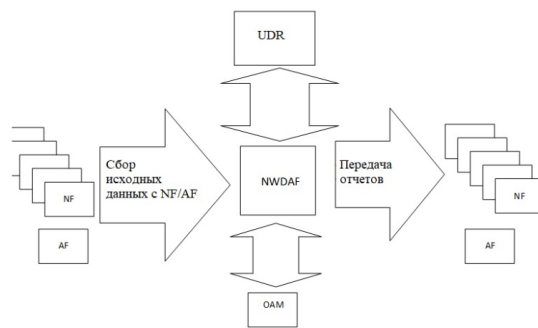 UDR
Сбор
исходных
данных с NF/AF
NWDAF
Передача
отчетов
NF
AF
NF
AF
OAM